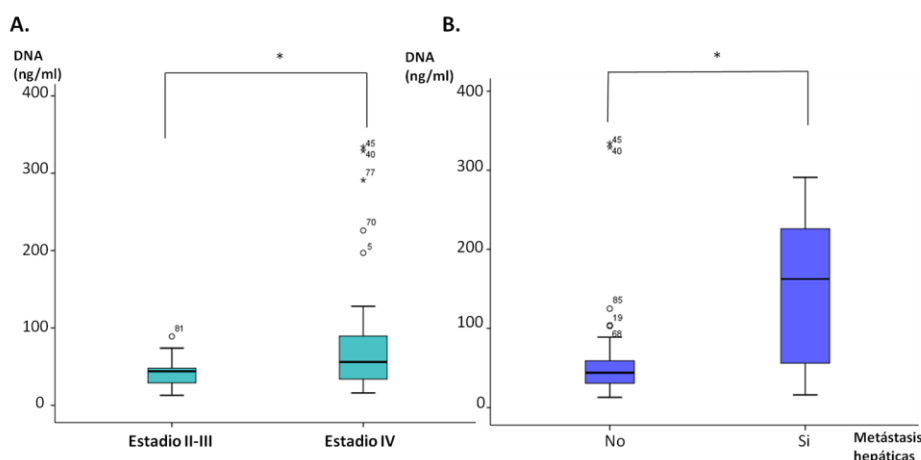 A.
DNA
(ng/ml)
*
400
300
200
100
0
45
40
77
70
5
81
Estadio II-III
Estadio IV
B.
DNA
(ng/ml)
*
400
300
200
100
0
45
40
85
19
68
No
Si
Metástasis
hepáticas